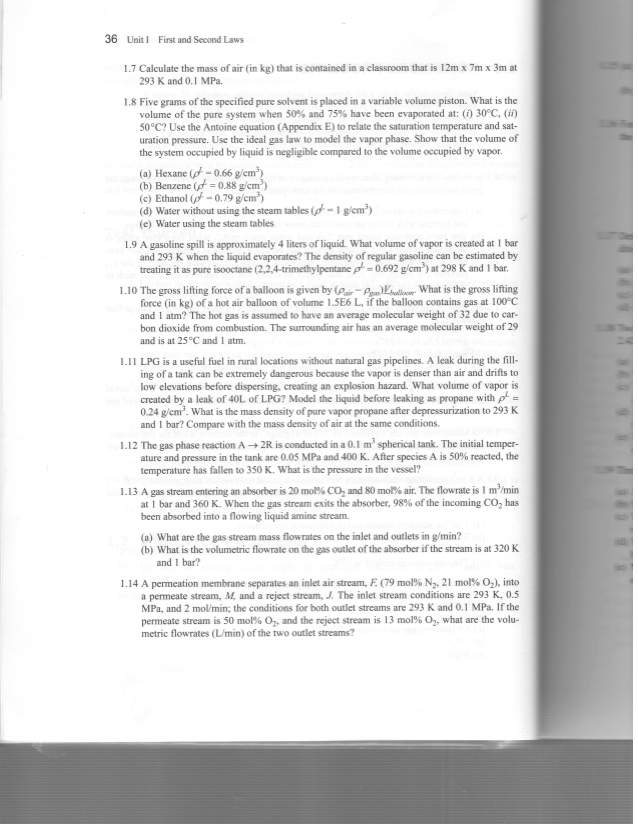 36 Unit I First and Second Laws
1.7 Calculate the mass of air (in kg) that is contained in a classroom that is 12m x 7m x 3m at
293 K and 0.1 MPa.
1.8 Five grams of the specified pure solvent is placed in a variable volume piston. What is the
volume of the pure system when 50% and 75% have been evaporated at: (i) 30°C, (ii)
50°C? Use the Antoine equation (Appendix E) to relate the saturation temperature and sat-
uration pressure. Use the ideal gas law to model the vapor phase. Show that the volume of
the system occupied by liquid is negligible compared to the volume occupied by vapor.
(a) Hexane (ρᴸ = 0.66 g/cm³)
(b) Benzene (ρᴸ = 0.88 g/cm³)
(c) Ethanol (ρᴸ = 0.79 g/cm³)
(d) Water without using the steam tables (ρᴸ = 1 g/cm³)
(e) Water using the steam tables
1.9 A gasoline spill is approximately 4 liters of liquid. What volume of vapor is created at 1 bar
and 293 K when the liquid evaporates? The density of regular gasoline can be estimated by
treating it as pure isooctane (2,2,4-trimethylpentane ρᴸ = 0.692 g/cm³) at 298 K and 1 bar.
1.10 The gross lifting force of a balloon is given by (ρair − ρgas)Vballoon. What is the gross lifting
force (in kg) of a hot air balloon of volume 1.5E6 L, if the balloon contains gas at 100°C
and 1 atm? The hot gas is assumed to have an average molecular weight of 32 due to car-
bon dioxide from combustion. The surrounding air has an average molecular weight of 29
and is at 25°C and 1 atm.
1.11 LPG is a useful fuel in rural locations without natural gas pipelines. A leak during the fill-
ing of a tank can be extremely dangerous because the vapor is denser than air and drifts to
low elevations before dispersing, creating an explosion hazard. What volume of vapor is
created by a leak of 40L of LPG? Model the liquid before leaking as propane with ρᴸ =
0.24 g/cm³. What is the mass density of pure vapor propane after depressurization to 293 K
and 1 bar? Compare with the mass density of air at the same conditions.
1.12 The gas phase reaction A → 2R is conducted in a 0.1 m³ spherical tank. The initial temper-
ature and pressure in the tank are 0.05 MPa and 400 K. After species A is 50% reacted, the
temperature has fallen to 350 K. What is the pressure in the vessel?
1.13 A gas stream entering an absorber is 20 mol% CO₂ and 80 mol% air. The flowrate is 1 m³/min
at 1 bar and 360 K. When the gas stream exits the absorber, 98% of the incoming CO₂ has
been absorbed into a flowing liquid amine stream.
(a) What are the gas stream mass flowrates on the inlet and outlets in g/min?
(b) What is the volumetric flowrate on the gas outlet of the absorber if the stream is at 320 K
and 1 bar?
1.14 A permeation membrane separates an inlet air stream, F, (79 mol% N₂, 21 mol% O₂), into
a permeate stream, M, and a reject stream, J. The inlet stream conditions are 293 K, 0.5
MPa, and 2 mol/min; the conditions for both outlet streams are 293 K and 0.1 MPa. If the
permeate stream is 50 mol% O₂, and the reject stream is 13 mol% O₂, what are the volu-
metric flowrates (L/min) of the two outlet streams?